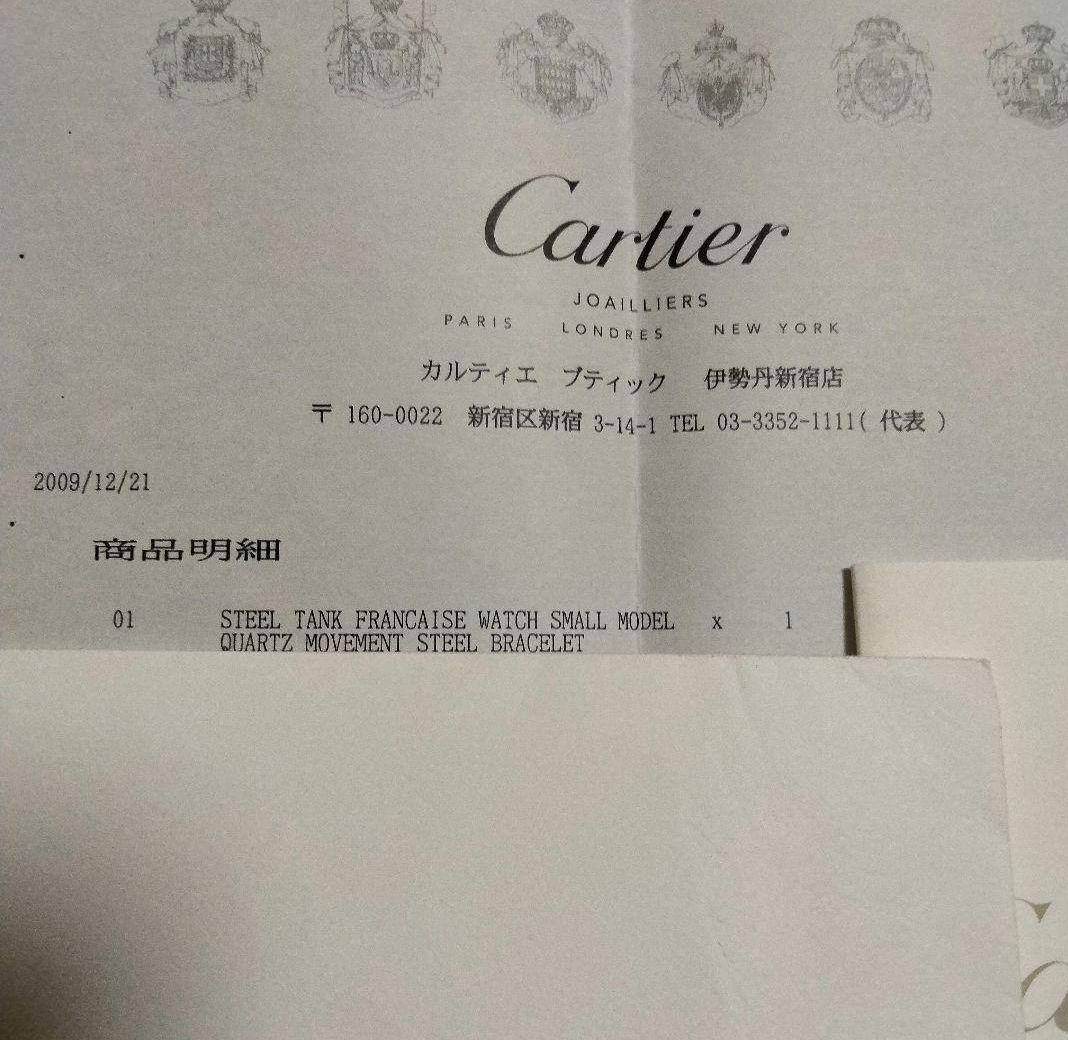 Cartier
JOAILLIERS
PARIS LONDRES NEW YORK
カルティエ ブティック 伊勢丹新宿店
〒 160-0022 新宿区新宿 3-14-1 TEL 03-3352-1111( 代表 )
2009/12/21
商品明細
01 STEEL TANK FRANCAISE WATCH SMALL MODEL x 1
QUARTZ MOVEMENT STEEL BRACELET